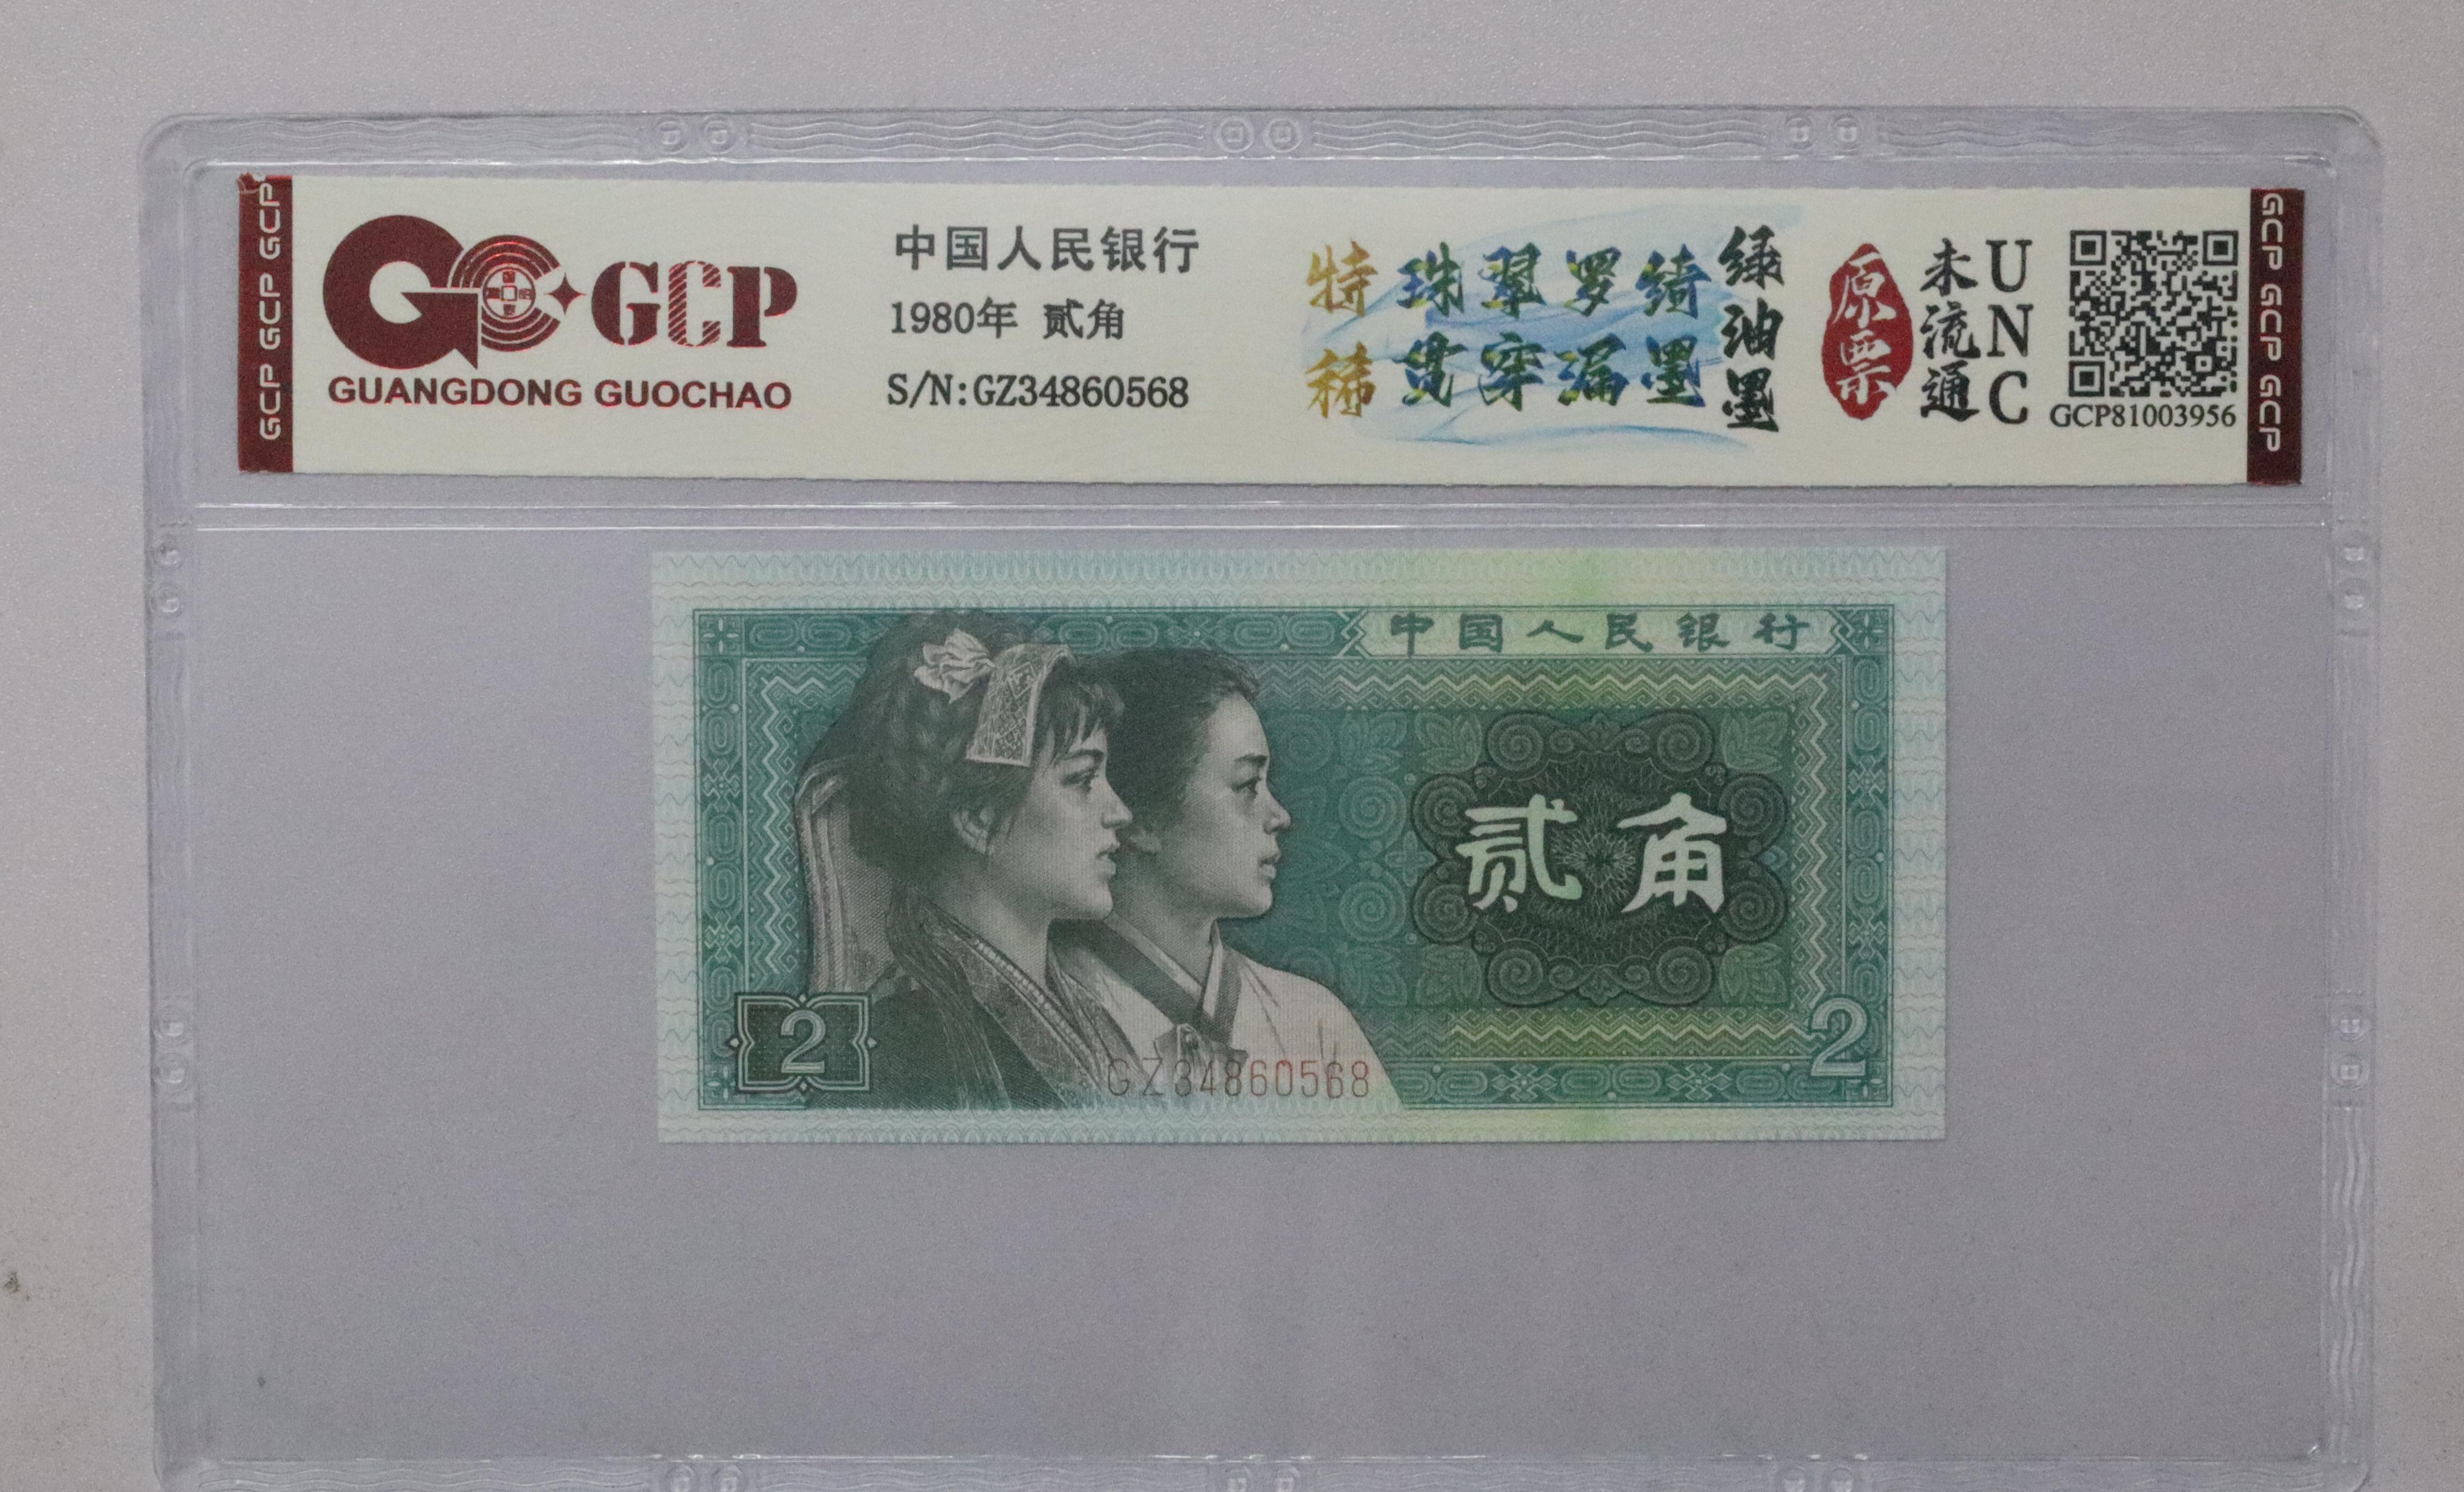 GCP GCP GCP
GCP
GUANGDONG GUOCHAO
中国人民银行
1980年 贰角
S/N:GZ34860568
特稀
珠翠罗绮
贯穿漏墨
绿油墨
原票
未流通
UNC
GCP81003956
GCP GCP GCP
中国人民银行
贰角
2
2
GZ34860568